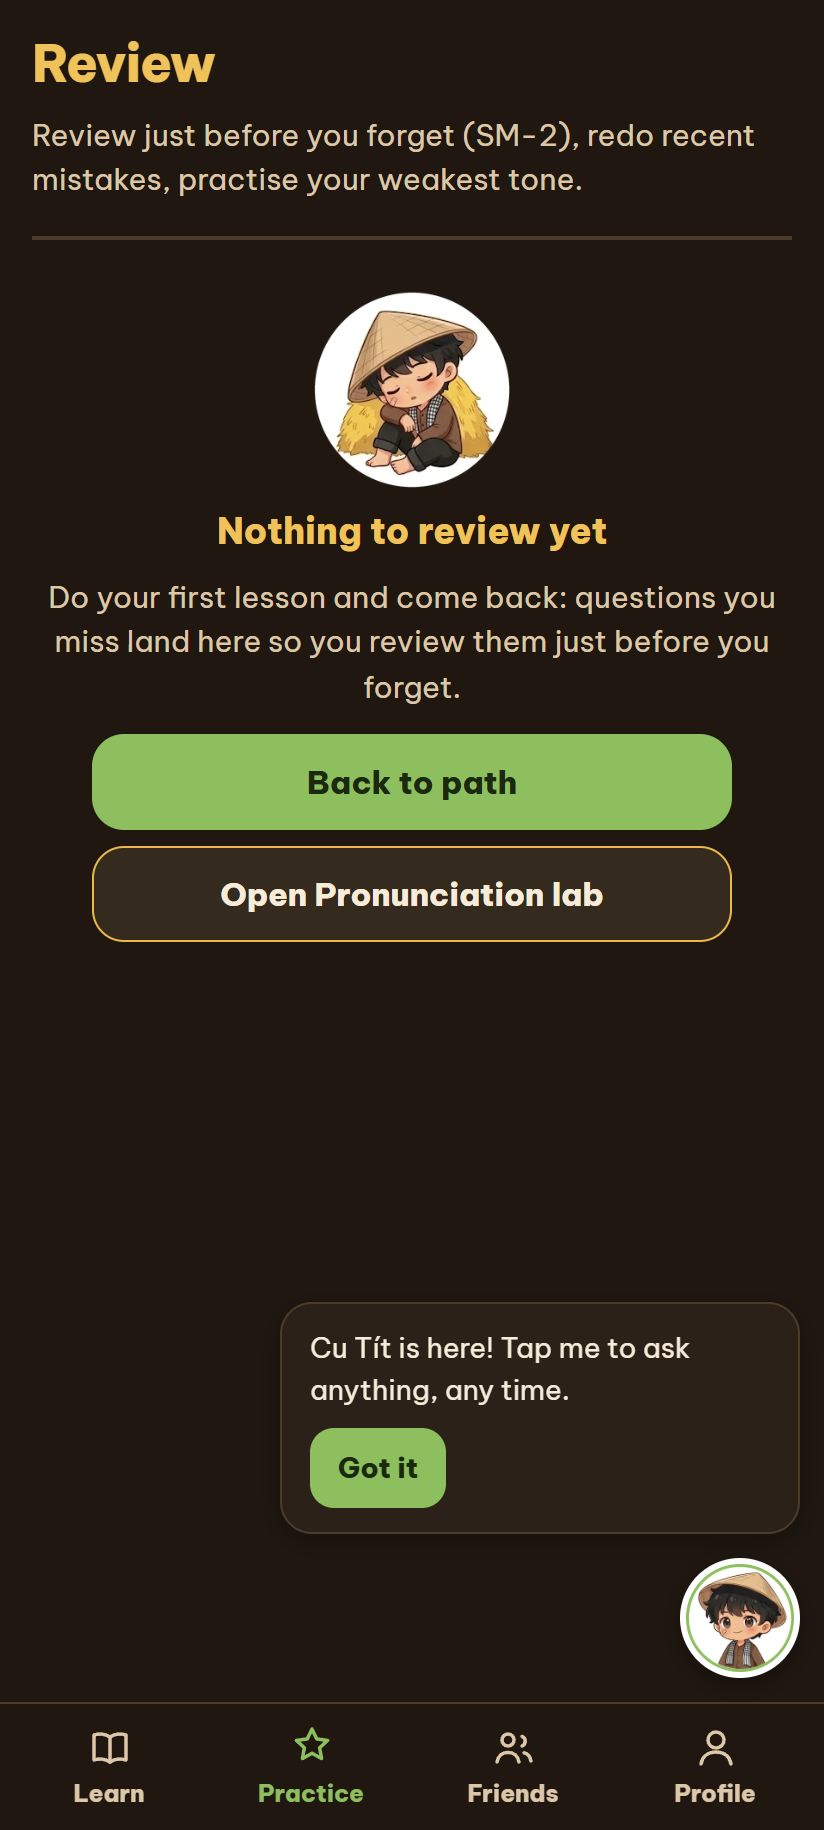 Review
Review just before you forget (SM-2), redo recent
mistakes, practise your weakest tone.
Nothing to review yet
Do your first lesson and come back: questions you
miss land here so you review them just before you
forget.
Back to path
Open Pronunciation lab
Cu Tít is here! Tap me to ask
anything, any time.
Got it
Learn
Practice
Friends
Profile